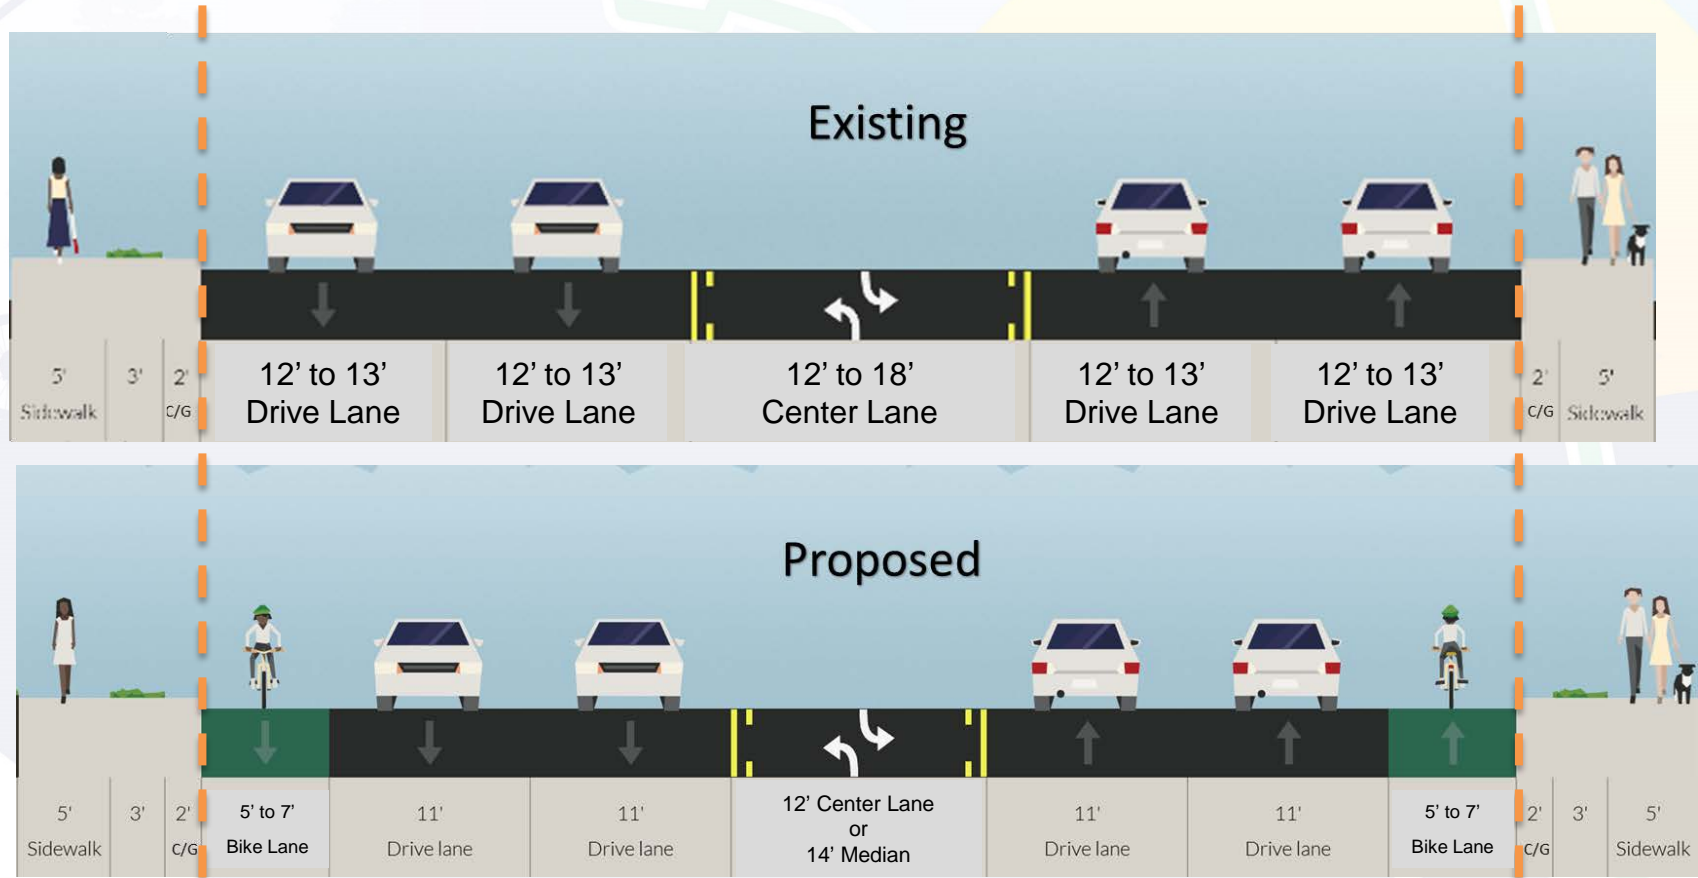 Existing
5'
Sidewalk
3'
2'
C/G
12’ to 13’
Drive Lane
12’ to 13’
Drive Lane
12’ to 18’
Center Lane
12’ to 13’
Drive Lane
12’ to 13’
Drive Lane
2'
C/G
5'
Sidewalk
Proposed
5'
Sidewalk
3'
2'
C/G
5’ to 7’
Bike Lane
11'
Drive lane
11'
Drive lane
12’ Center Lane
or
14’ Median
11'
Drive lane
11'
Drive lane
5’ to 7’
Bike Lane
2'
C/G
3'
5'
Sidewalk